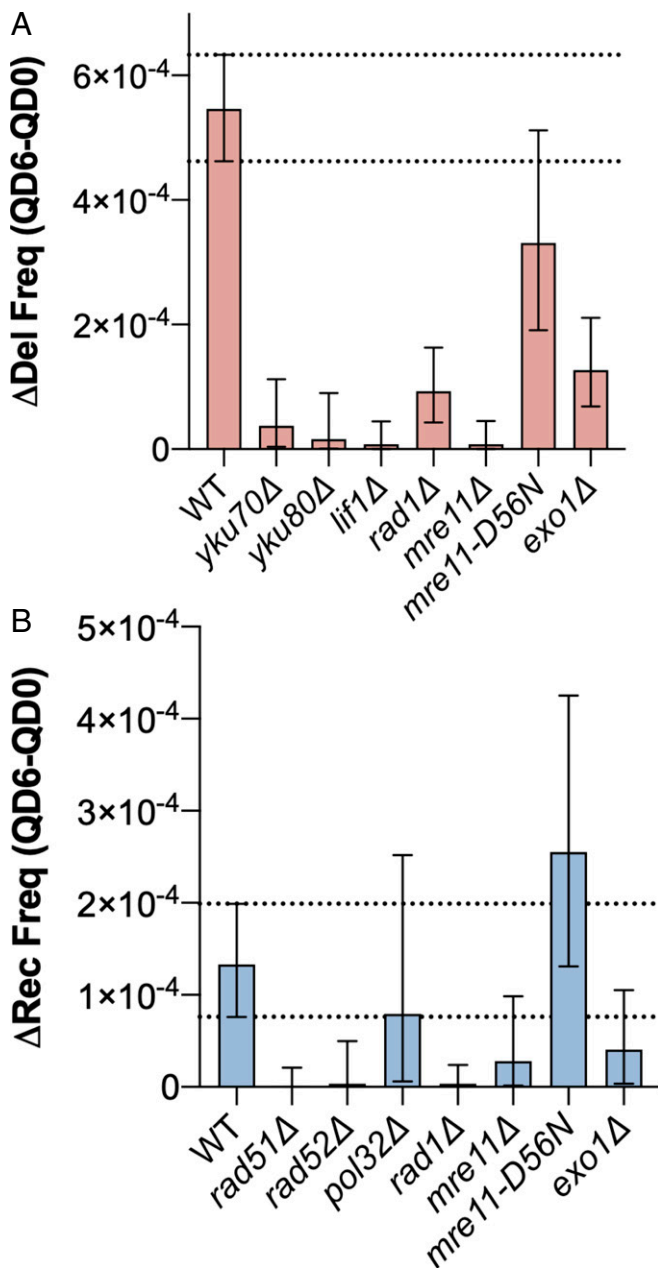 A
ΔDel Freq (QD6-QD0)
6×10⁻⁴
4×10⁻⁴
2×10⁻⁴
0
WT
yku70Δ
yku80Δ
lif1Δ
rad1Δ
mre11Δ
mre11-D56N
exo1Δ
B
ΔRec Freq (QD6-QD0)
5×10⁻⁴
4×10⁻⁴
3×10⁻⁴
2×10⁻⁴
1×10⁻⁴
0
WT
rad51Δ
rad52Δ
pol32Δ
rad1Δ
mre11Δ
mre11-D56N
exo1Δ